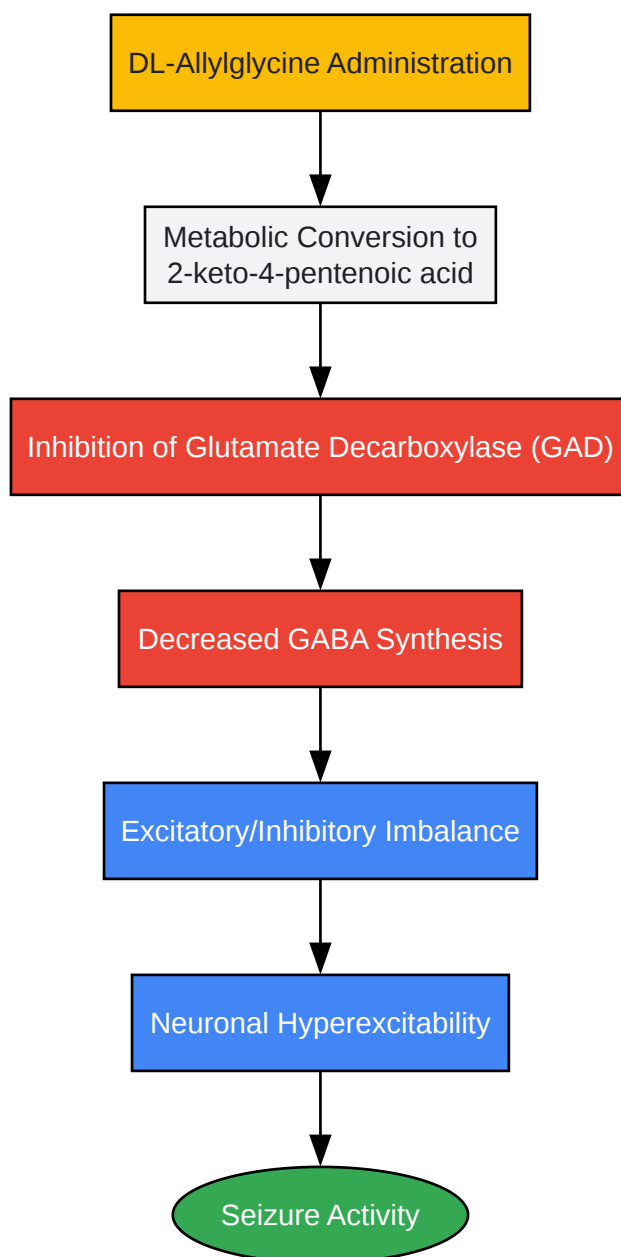 DL-Allylglycine Administration
Metabolic Conversion to
2-keto-4-pentenoic acid
Inhibition of Glutamate Decarboxylase (GAD)
Decreased GABA Synthesis
Excitatory/Inhibitory Imbalance
Neuronal Hyperexcitability
Seizure Activity